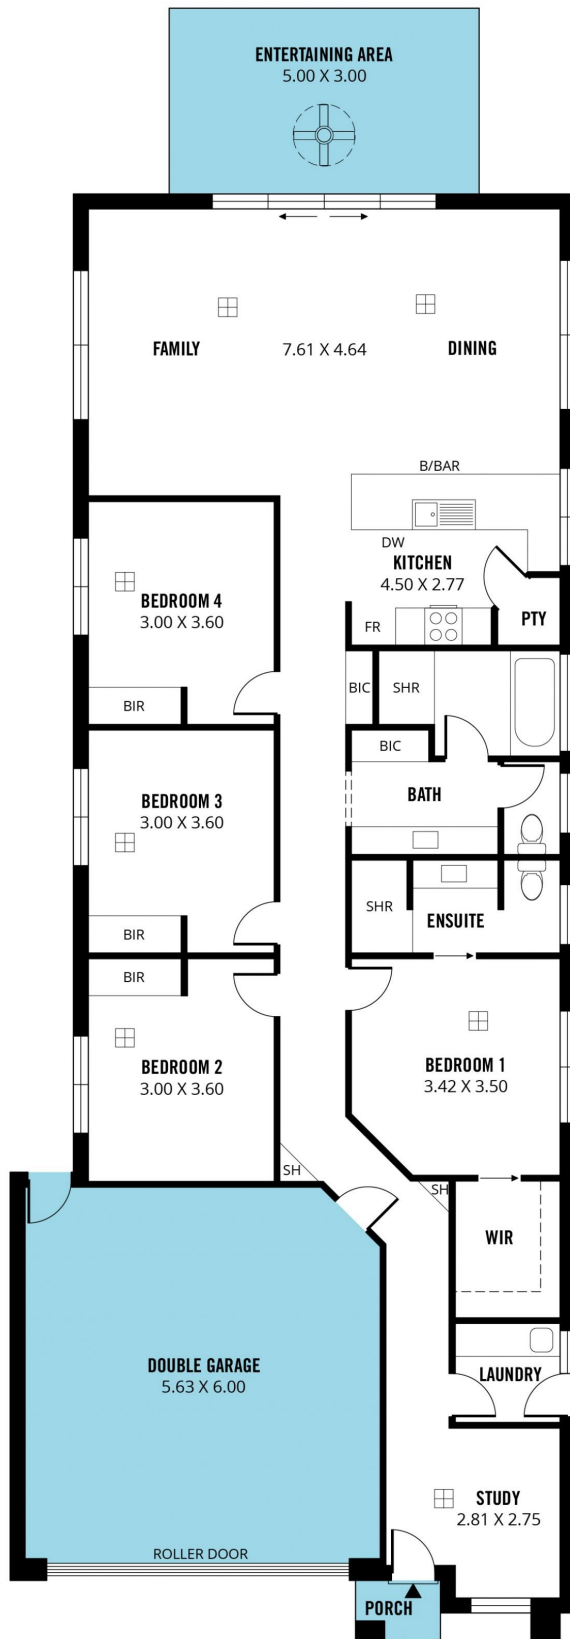 ENTERTAINING AREA
5.00 X 3.00
FAMILY
7.61 X 4.64
DINING
B/BAR
DW
KITCHEN
4.50 X 2.77
FR
PTY
BEDROOM 4
3.00 X 3.60
BIR
BIC
SHR
BIC
BATH
BEDROOM 3
3.00 X 3.60
BIR
SHR
ENSUITE
BIR
BEDROOM 2
3.00 X 3.60
BEDROOM 1
3.42 X 3.50
SH
SH
WIR
DOUBLE GARAGE
5.63 X 6.00
LAUNDRY
STUDY
2.81 X 2.75
ROLLER DOOR
PORCH